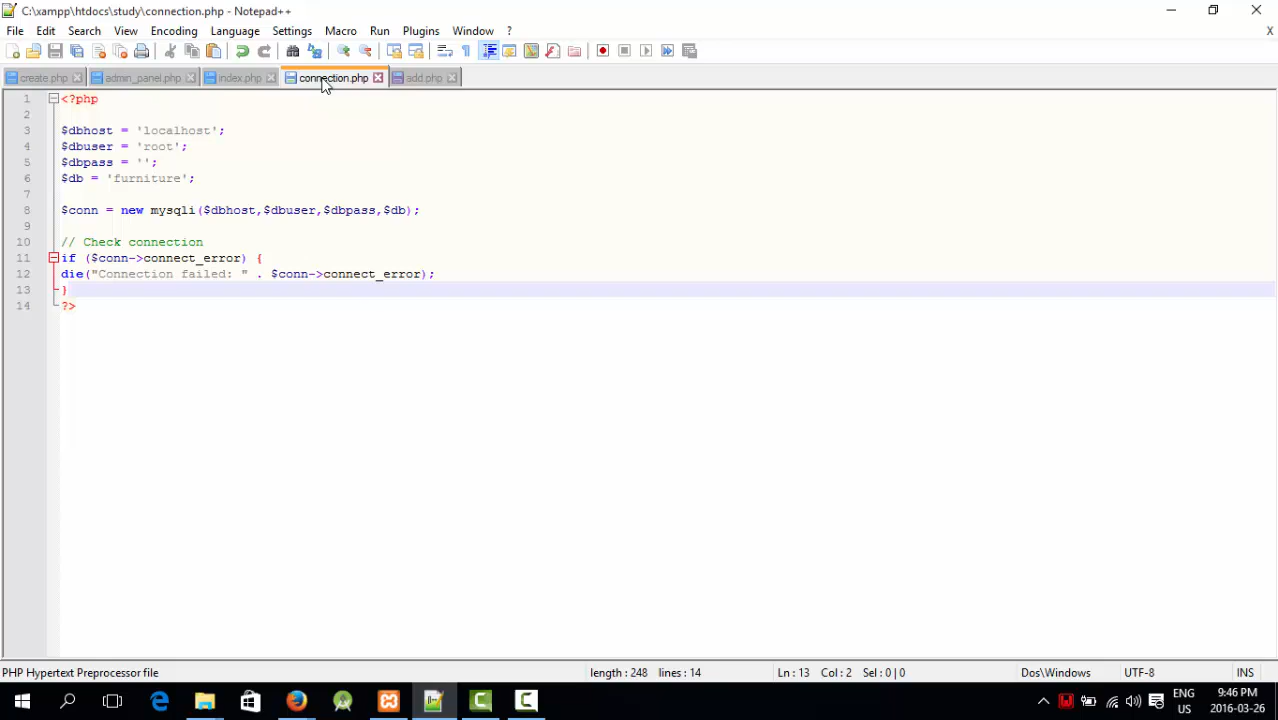 C:\xampp\htdocs\study\connection.php - Notepad++
File Edit Search View Encoding Language Settings Macro Run Plugins Window ? X
create.php admin_panel.php index.php connection.php add.php
1 <?php
2
3 $dbhost = 'localhost';
4 $dbuser = 'root';
5 $dbpass = '';
6 $db = 'furniture';
7
8 $conn = new mysqli($dbhost,$dbuser,$dbpass,$db);
9
10 // Check connection
11 if ($conn->connect_error) {
12 die("Connection failed: " . $conn->connect_error);
13 }
14 ?>
PHP Hypertext Preprocessor file length : 248 lines : 14 Ln : 13 Col : 2 Sel : 0 | 0 Dos\Windows UTF-8 INS
ENG 9:46 PM
US 2016-03-26